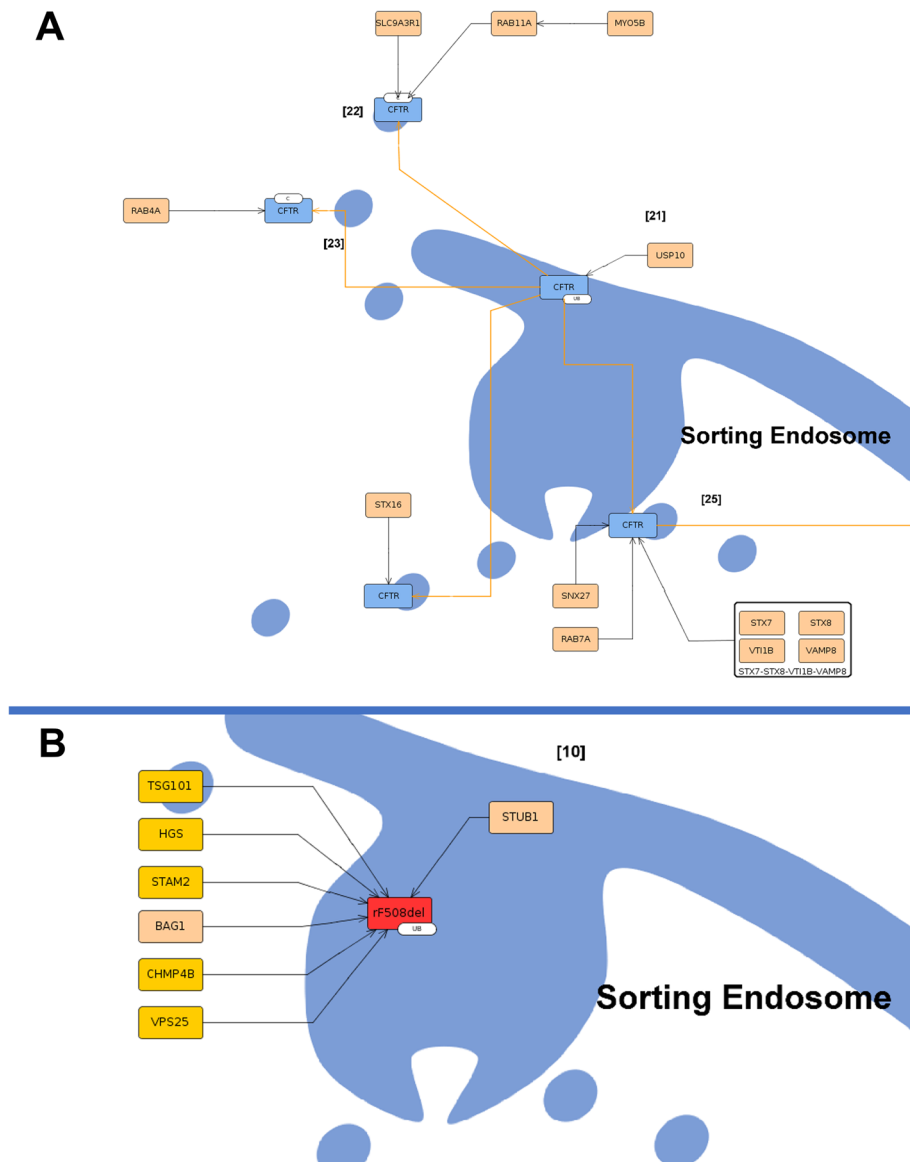 A
SLC9A3R1
RAB11A
MYO5B
CFTR
[22]
RAB4A
C
CFTR
[23]
[21]
USP10
CFTR
UB
Sorting Endosome
STX16
[25]
CFTR
CFTR
SNX27
RAB7A
STX7
STX8
VTI1B
VAMP8
STX7-STX8-VTI1B-VAMP8
B
[10]
TSG101
STUB1
HGS
STAM2
rF508del
BAG1
UB
CHMP4B
Sorting Endosome
VPS25